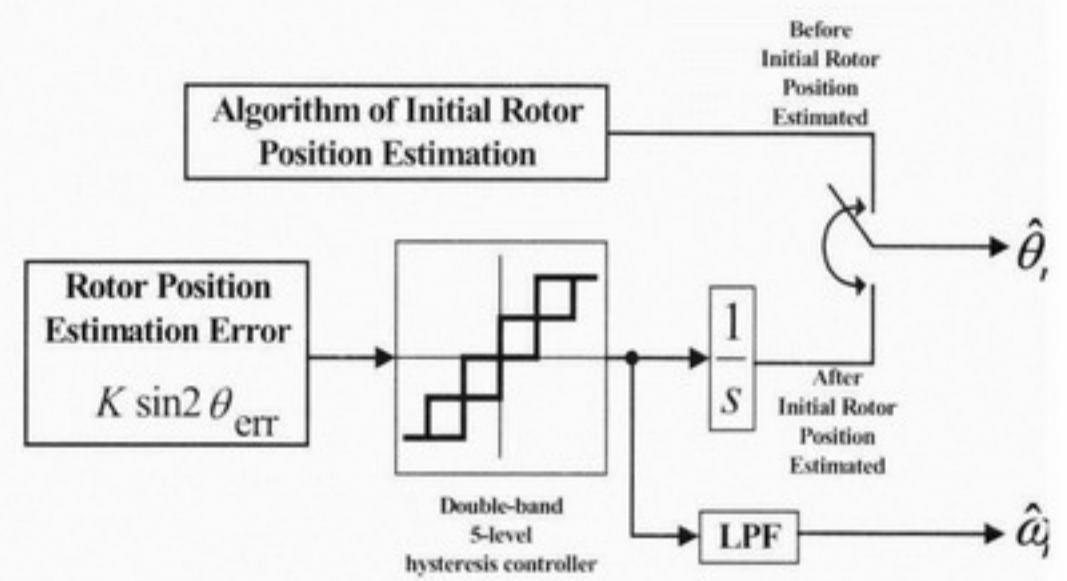 Before
Initial Rotor
Position
Estimated
Algorithm of Initial Rotor
Position Estimation
Rotor Position
Estimation Error
K sin2 θ err
1
s
After
Initial Rotor
Position
Estimated
Double-band
5-level
hysteresis controller
LPF
θ̂
ω̂